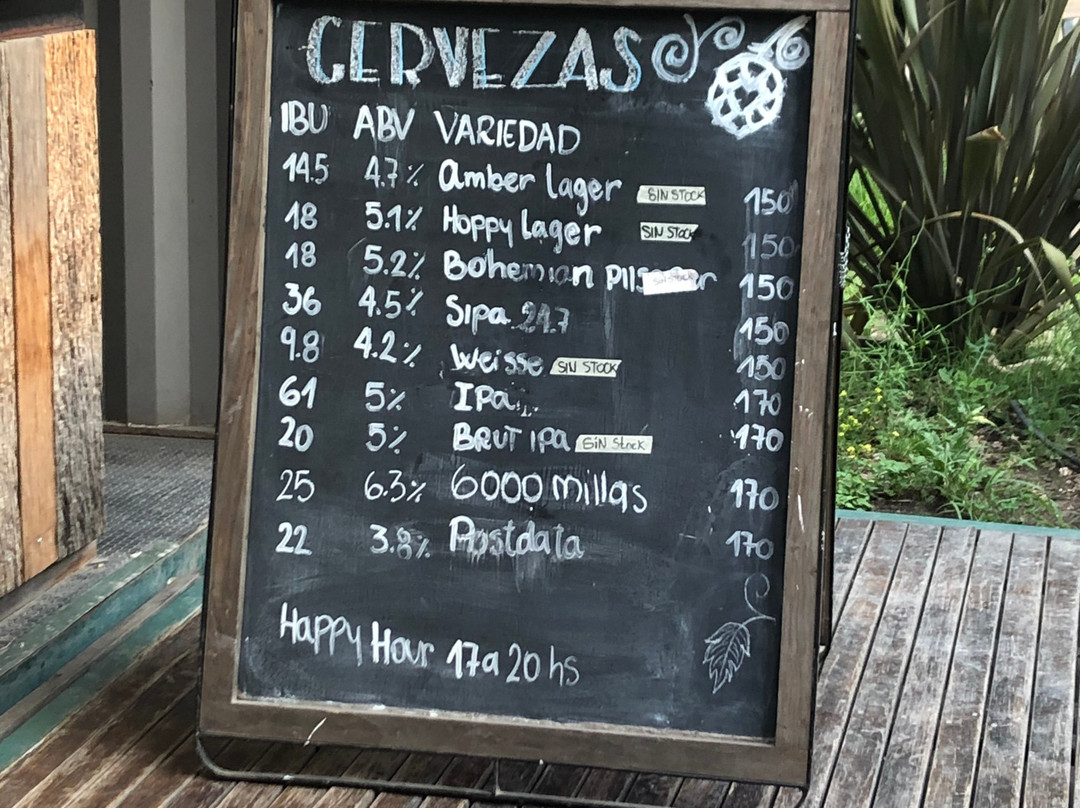 CERVEZAS
IBU ABV VARIEDAD
14.5 4.7% Amber lager SIN STOCK 150
18 5.1% Hoppy Lager SIN STOCK 150
18 5.2% Bohemian Pilsener 150
36 4.5% Sipa 24.7 150
9.8 4.2% Weisse SIN STOCK 150
61 5% IPa 170
20 5% BRUT IPA SIN Stock 170
25 6.3% 6000 millas 170
22 3.8% Postdata 170
Happy Hour 17 a 20 hs